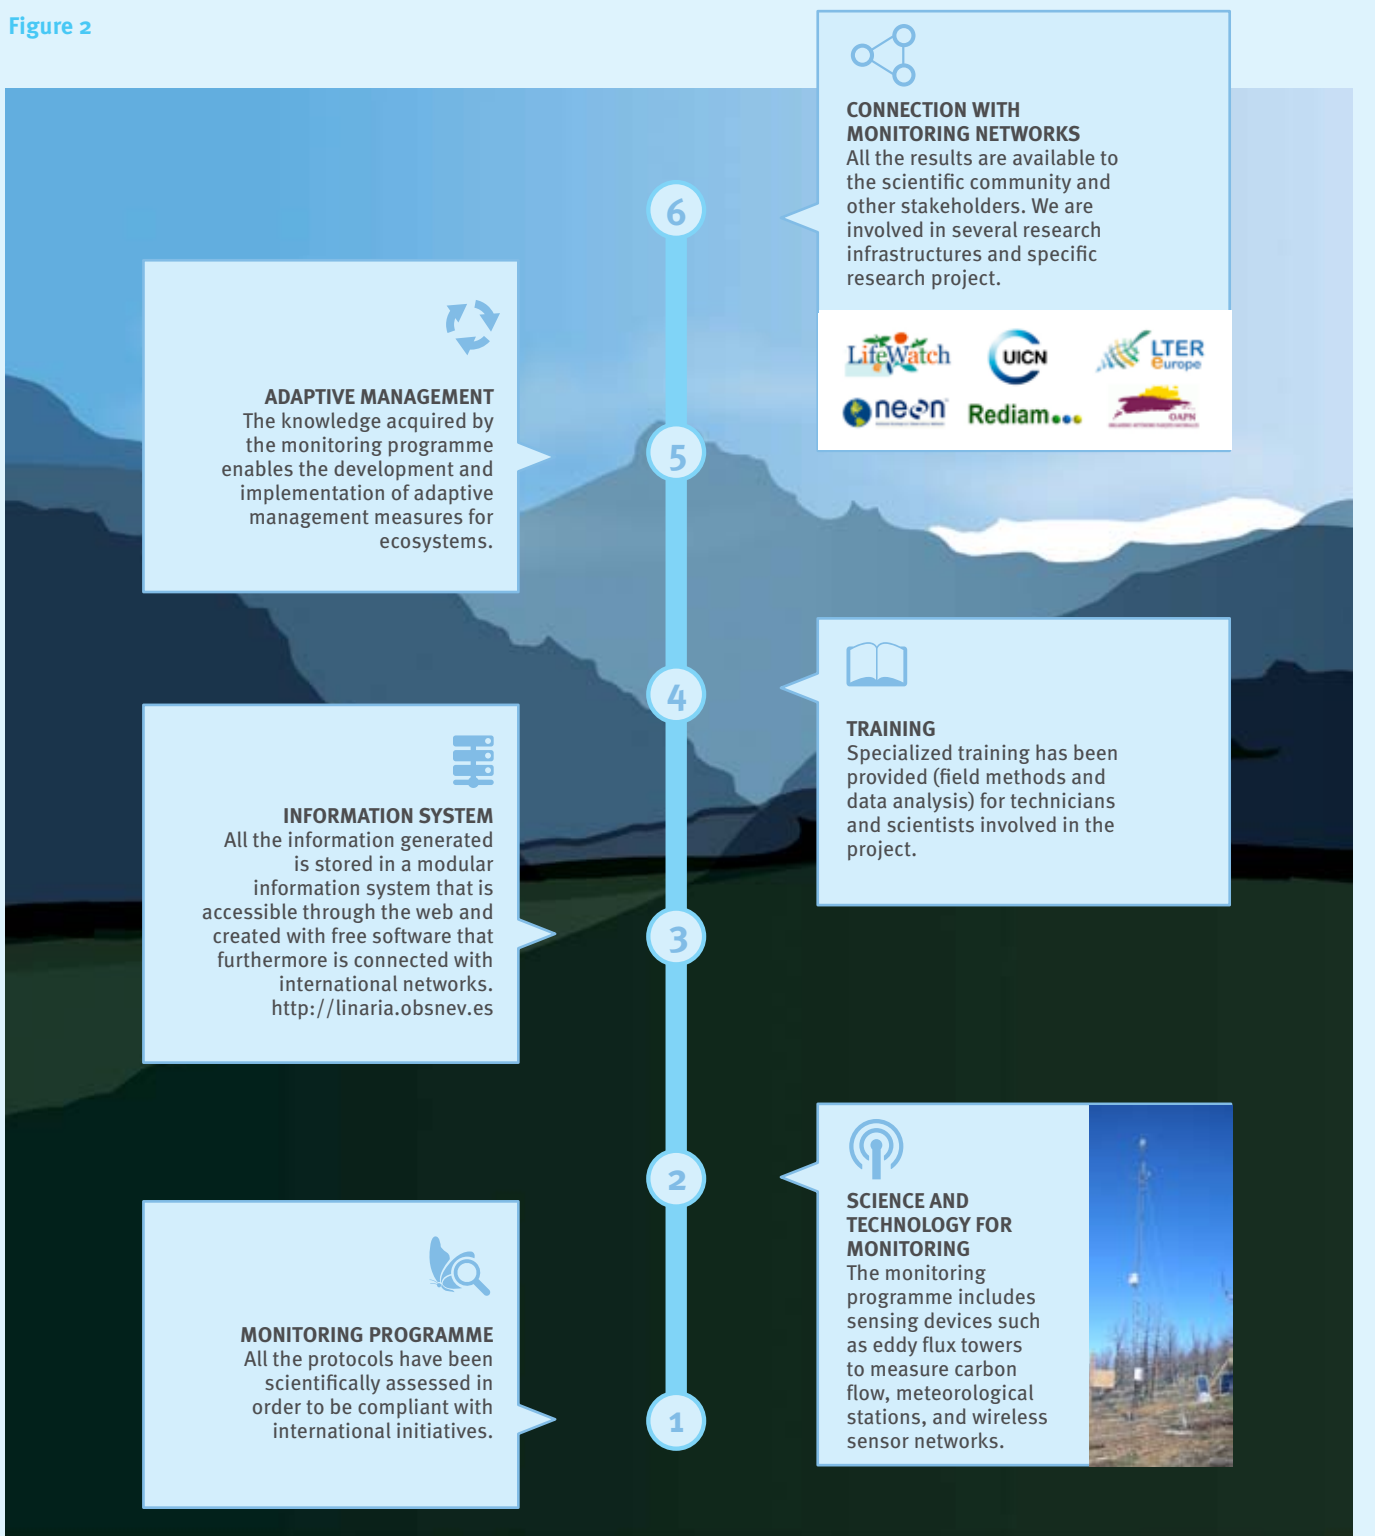 Figure 2
CONNECTION WITH
MONITORING NETWORKS
All the results are available to
the scientific community and
other stakeholders. We are
involved in several research
infrastructures and specific
research project.
LifeWatch
UICN
LTER
europe
neon
Rediam
OAPN
6
ADAPTIVE MANAGEMENT
The knowledge acquired by
the monitoring programme
enables the development and
implementation of adaptive
management measures for
ecosystems.
5
TRAINING
Specialized training has been
provided (field methods and
data analysis) for technicians
and scientists involved in the
project.
4
INFORMATION SYSTEM
All the information generated
is stored in a modular
information system that is
accessible through the web and
created with free software that
furthermore is connected with
international networks.
http://linaria.obsnev.es
3
SCIENCE AND
TECHNOLOGY FOR
MONITORING
The monitoring
programme includes
sensing devices such
as eddy flux towers
to measure carbon
flow, meteorological
stations, and wireless
sensor networks.
2
MONITORING PROGRAMME
All the protocols have been
scientifically assessed in
order to be compliant with
international initiatives.
1